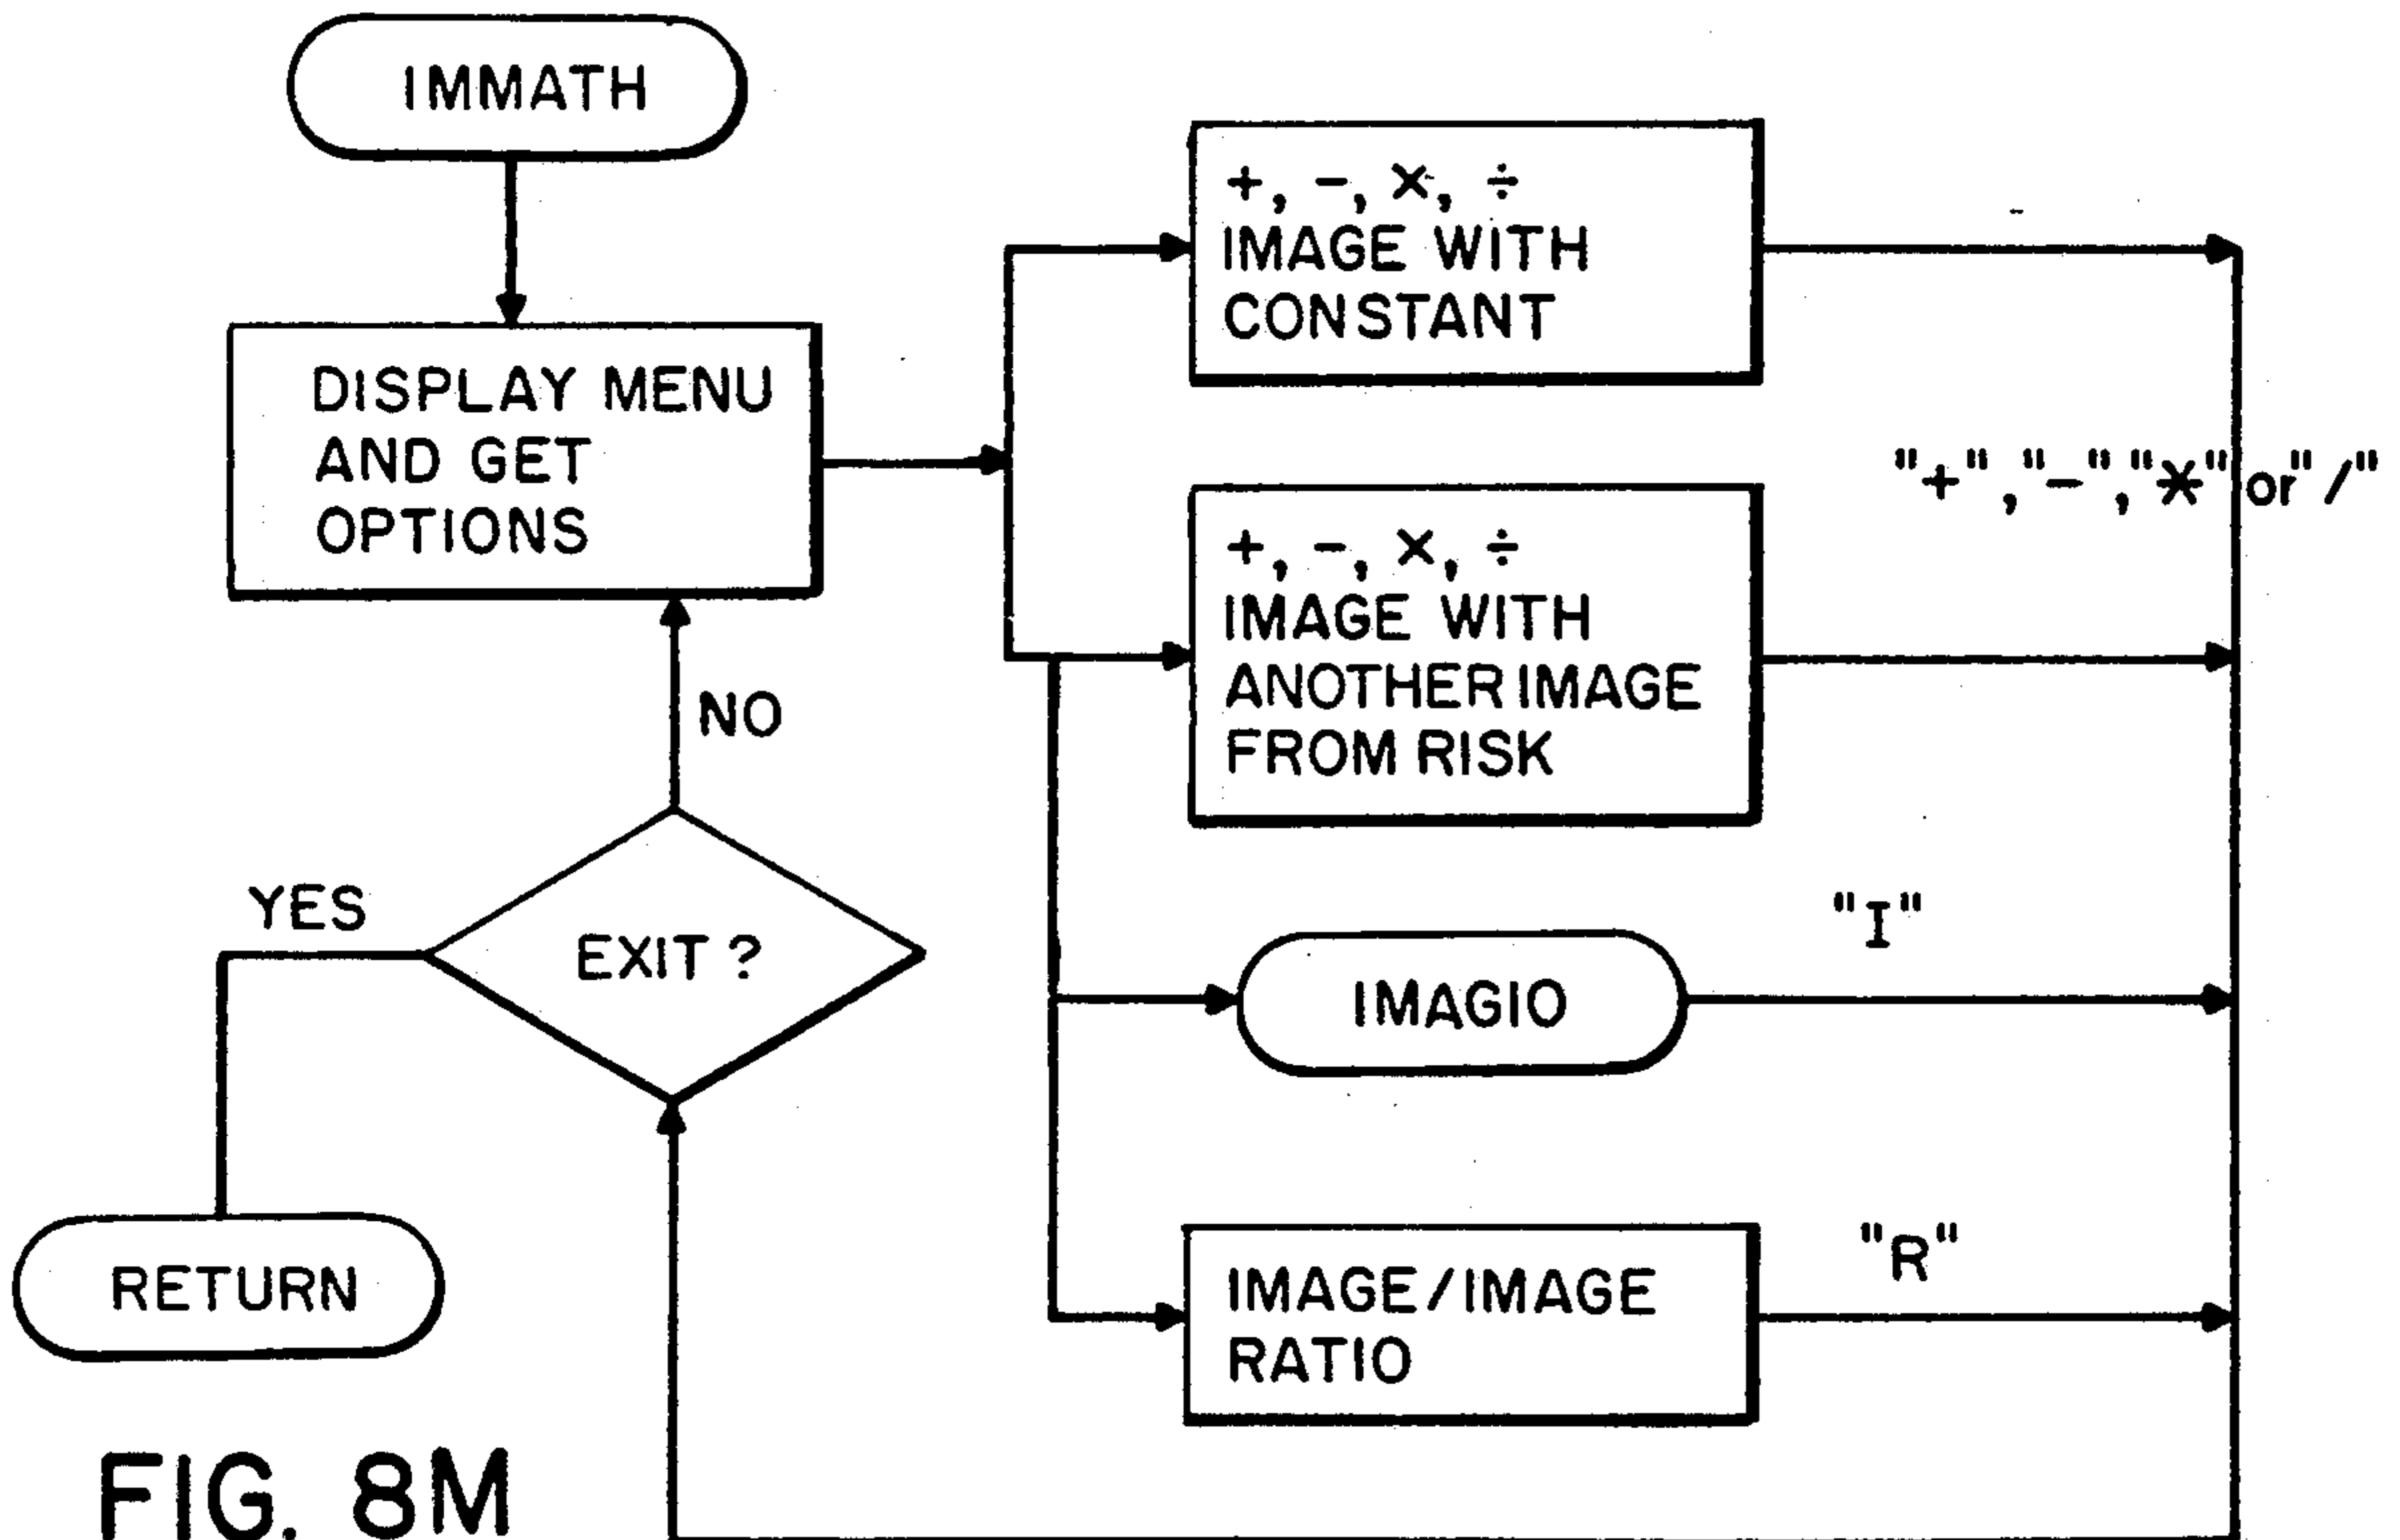 IMMATH
DISPLAY MENU
AND GET
OPTIONS
+, −, ×, ÷
IMAGE WITH
CONSTANT
"+", "−", "*" or "/"
+, −, ×, ÷
IMAGE WITH
ANOTHER IMAGE
FROM RISK
NO
YES
EXIT ?
"I"
IMAGIO
RETURN
"R"
IMAGE/IMAGE
RATIO
FIG. 8M